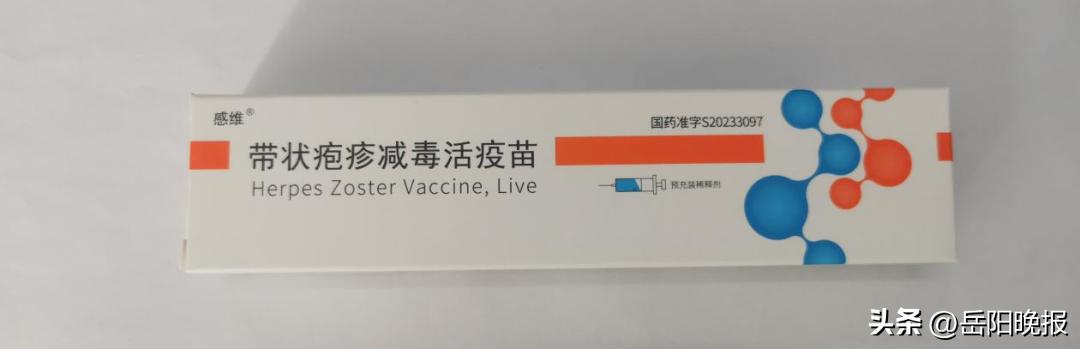 感维®
国药准字S20233097
带状疱疹减毒活疫苗
Herpes Zoster Vaccine, Live
预充装稀释剂
头条 @岳阳晚报